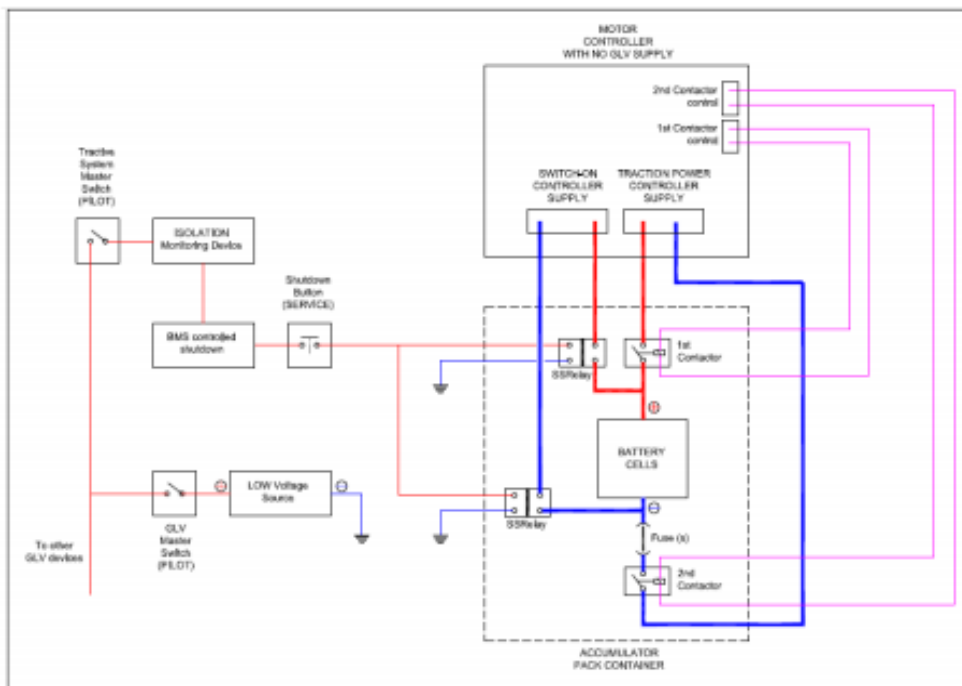 MOTOR
CONTROLLER
WITH NO GLV SUPPLY
2nd Contactor
control
1st Contactor
control
Tractive
System
Master
Switch
(PILOT)
SWITCH-ON
CONTROLLER
SUPPLY
TRACTION POWER
CONTROLLER
SUPPLY
ISOLATION
Monitoring Device
Shutdown
Button
(SERVICE)
BMS controlled
shutdown
1st
Contactor
SSRelay
BATTERY
CELLS
LOW Voltage
Source
SSRelay
Fuse (s)
GLV
Master
Switch
(PILOT)
To other
GLV devices
2nd
Contactor
ACCUMULATOR
PACK CONTAINER